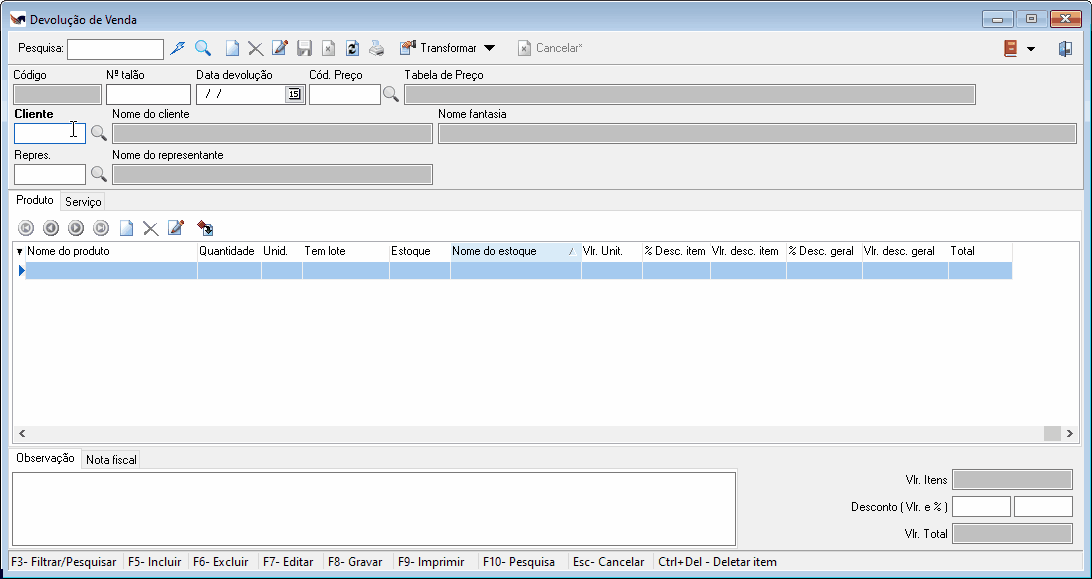 Devolução de Venda
Pesquisa: Transformar Cancelar*
Código Nº talão Data devolução Cód. Preço Tabela de Preço
/ / 15
Cliente Nome do cliente Nome fantasia
Repres. Nome do representante
Produto Serviço
Nome do produto Quantidade Unid. Tem lote Estoque Nome do estoque Vlr. Unit. % Desc. item Vlr. desc. item % Desc. geral Vlr. desc. geral Total
Observação Nota fiscal
Vlr. Itens
Desconto ( Vlr. e % )
Vlr. Total
F3- Filtrar/Pesquisar F5- Incluir F6- Excluir F7- Editar F8- Gravar F9- Imprimir F10- Pesquisa Esc- Cancelar Ctrl+Del - Deletar item